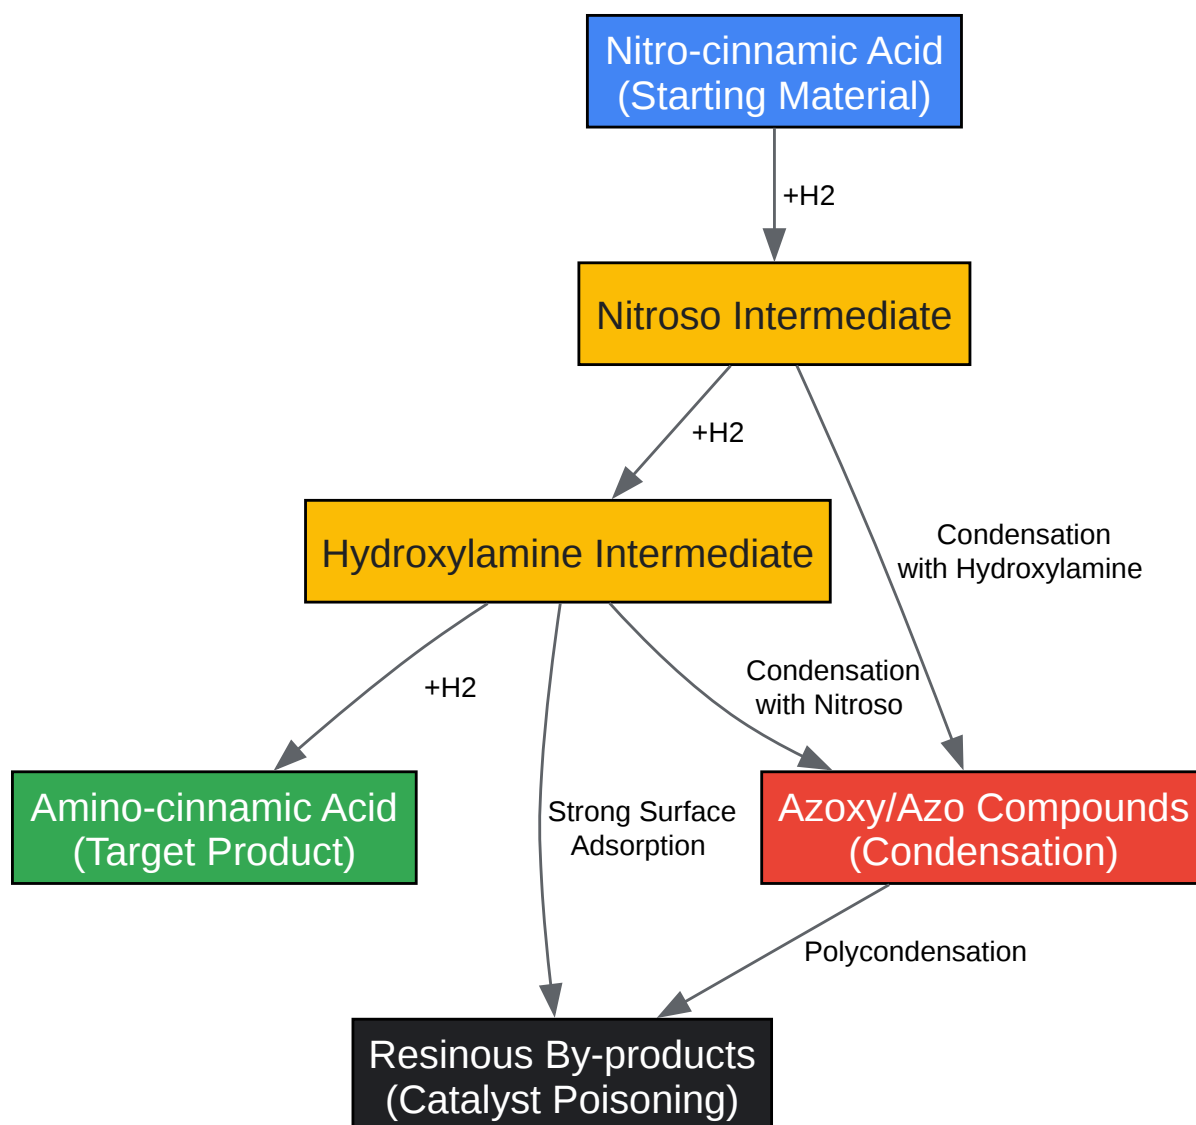 Nitro-cinnamic Acid
(Starting Material)
+H2
Nitroso Intermediate
+H2
Condensation
with Hydroxylamine
Hydroxylamine Intermediate
+H2
Condensation
with Nitroso
Strong Surface
Adsorption
Amino-cinnamic Acid
(Target Product)
Azoxy/Azo Compounds
(Condensation)
Polycondensation
Resinous By-products
(Catalyst Poisoning)